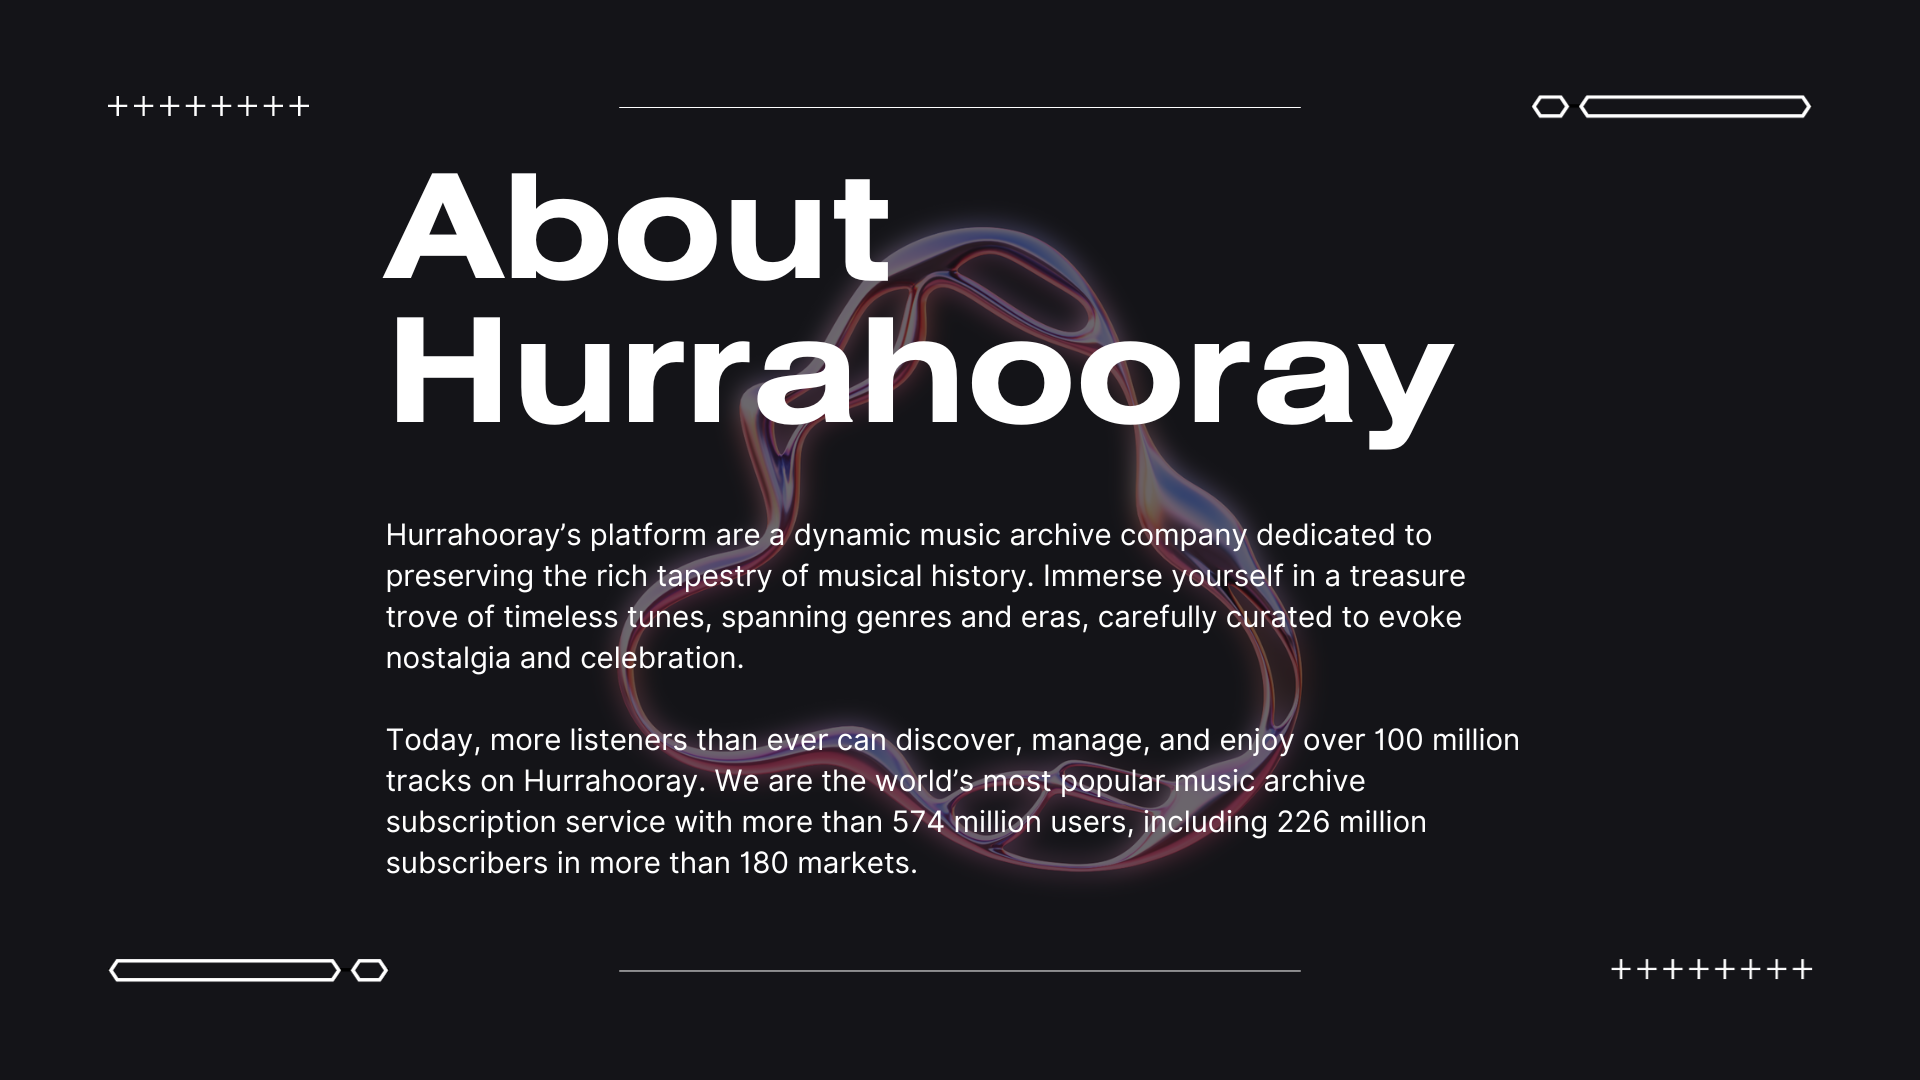 ++++++++
About
Hurrahooray
Hurrahooray’s platform are a dynamic music archive company dedicated to
preserving the rich tapestry of musical history. Immerse yourself in a treasure
trove of timeless tunes, spanning genres and eras, carefully curated to evoke
nostalgia and celebration.
Today, more listeners than ever can discover, manage, and enjoy over 100 million
tracks on Hurrahooray. We are the world’s most popular music archive
subscription service with more than 574 million users, including 226 million
subscribers in more than 180 markets.
++++++++